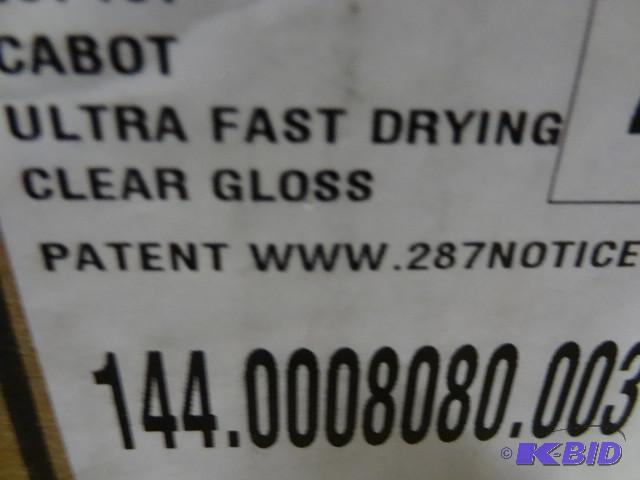 CABOT
ULTRA FAST DRYING
CLEAR GLOSS
PATENT WWW.287NOTICE
144.0008080.003
© K-BID